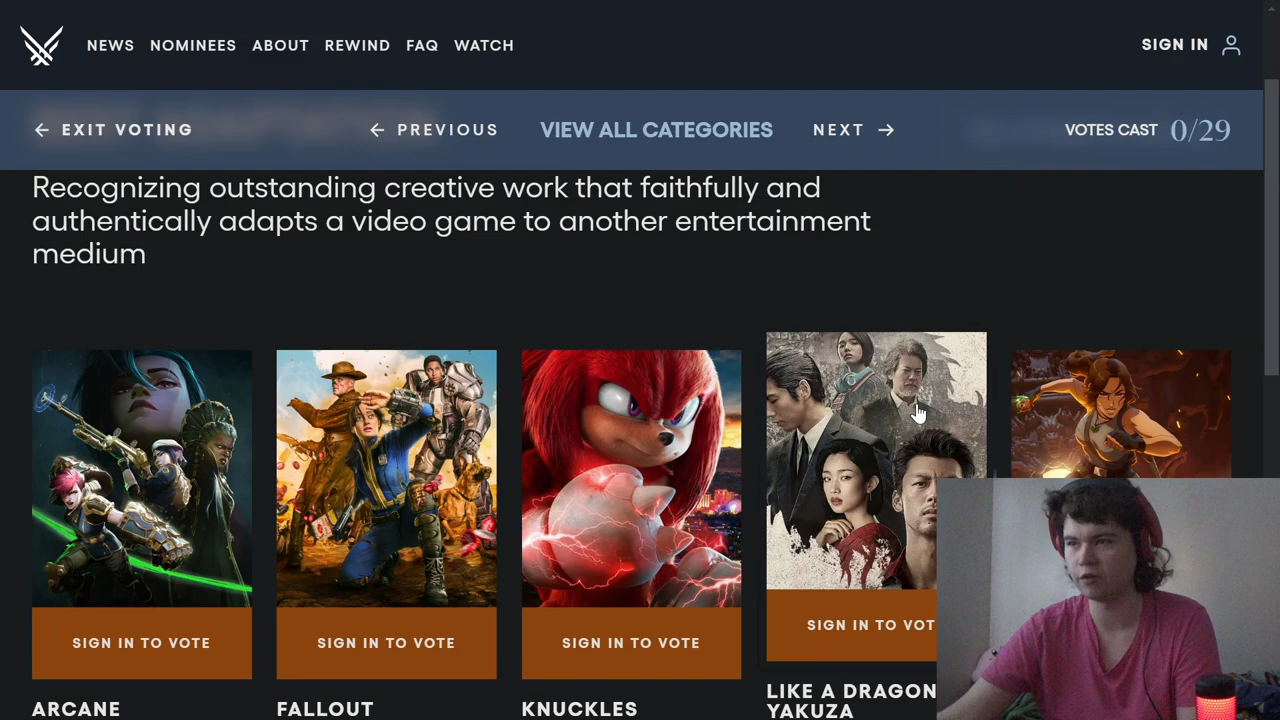 NEWS NOMINEES ABOUT REWIND FAQ WATCH
SIGN IN
EXIT VOTING
PREVIOUS
VIEW ALL CATEGORIES
NEXT
VOTES CAST 0/29
Recognizing outstanding creative work that faithfully and
authentically adapts a video game to another entertainment
medium
SIGN IN TO VOTE
SIGN IN TO VOTE
SIGN IN TO VOTE
SIGN IN TO VOT
ARCANE
FALLOUT
KNUCKLES
LIKE A DRAGON
YAKUZA